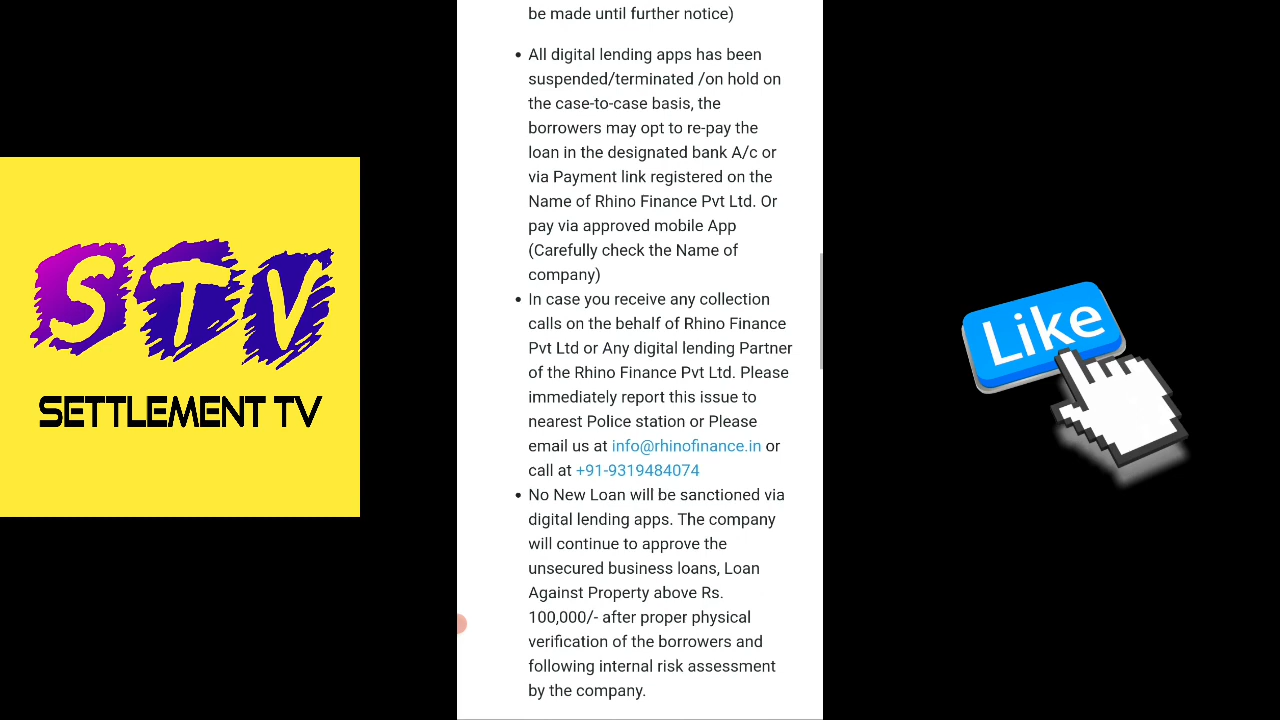 be made until further notice)
• All digital lending apps has been
suspended/terminated /on hold on
the case-to-case basis, the
borrowers may opt to re-pay the
loan in the designated bank A/c or
via Payment link registered on the
Name of Rhino Finance Pvt Ltd. Or
pay via approved mobile App
(Carefully check the Name of
company)
• In case you receive any collection
calls on the behalf of Rhino Finance
Pvt Ltd or Any digital lending Partner
of the Rhino Finance Pvt Ltd. Please
immediately report this issue to
nearest Police station or Please
email us at info@rhinofinance.in or
call at +91-9319484074
• No New Loan will be sanctioned via
digital lending apps. The company
will continue to approve the
unsecured business loans, Loan
Against Property above Rs.
100,000/- after proper physical
verification of the borrowers and
following internal risk assessment
by the company.
STV
SETTLEMENT TV
Like